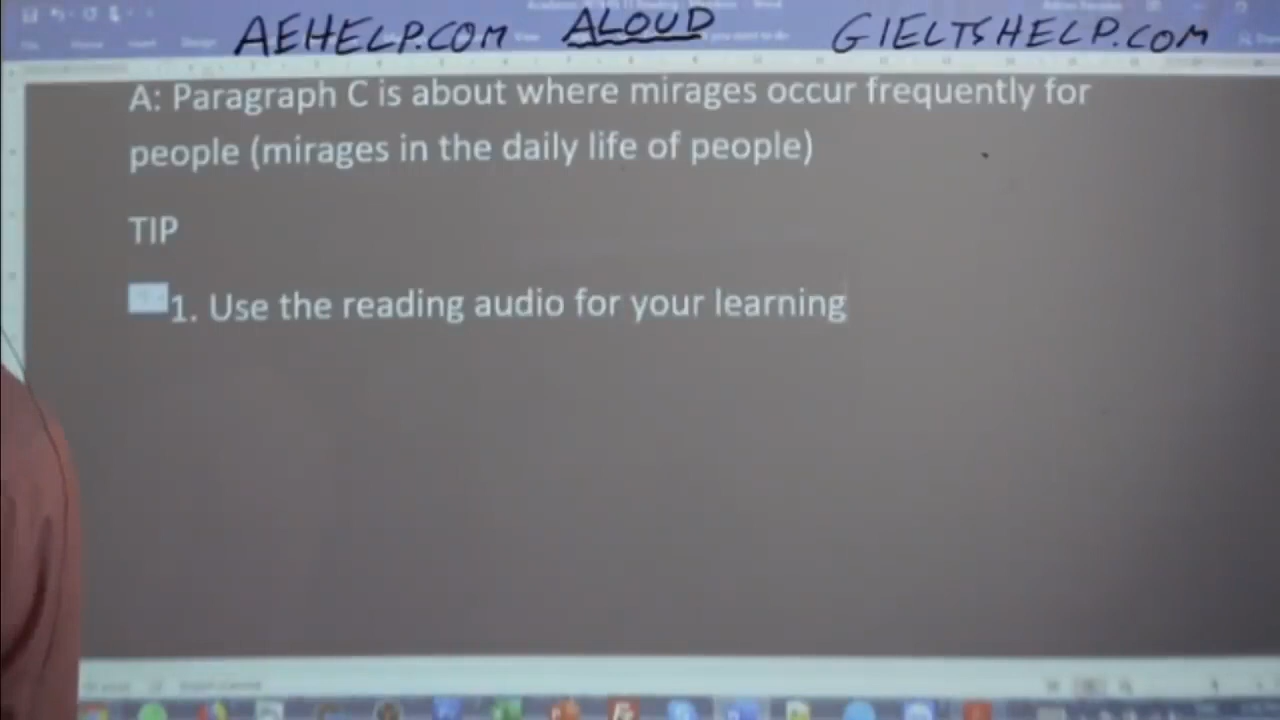 AEHELP.COM ALOUD GIELTSHELP.COM
A: Paragraph C is about where mirages occur frequently for
people (mirages in the daily life of people)
TIP
1. Use the reading audio for your learning